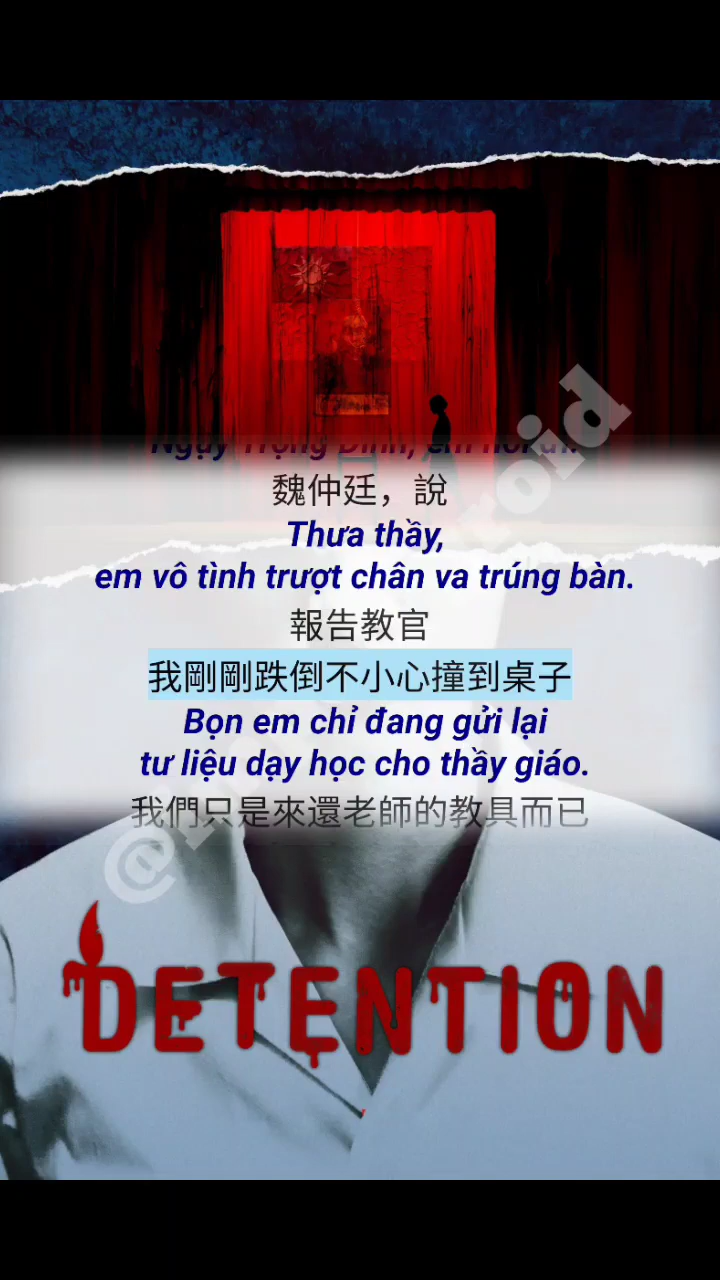 魏仲廷，說
Thưa thầy,
em vô tình trượt chân va trúng bàn.
報告教官
我剛剛跌倒不小心撞到桌子
Bọn em chỉ đang gửi lại
tư liệu dạy học cho thầy giáo.
我們只是來還老師的教具而已
DETENTION